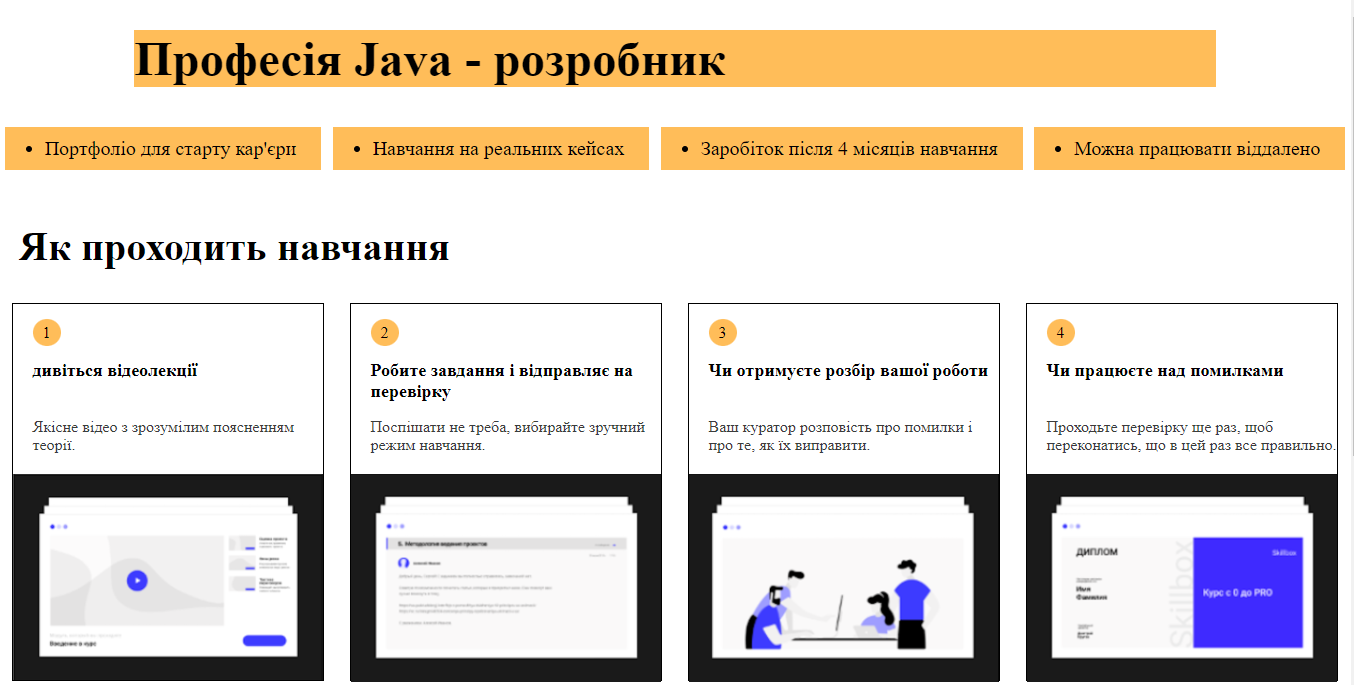 Професія Java - розробник
Портфоліо для старту кар'єри
Навчання на реальних кейсах
Заробіток після 4 місяців навчання
Можна працювати віддалено
Як проходить навчання
1
дивіться відеолекції
Якісне відео з зрозумілим поясненням
теорії.
2
Робите завдання і відправляє на
перевірку
Поспішати не треба, вибирайте зручний
режим навчання.
3
Чи отримуєте розбір вашої роботи
Ваш куратор розповість про помилки і
про те, як їх виправити.
4
Чи працюєте над помилками
Проходьте перевірку ще раз, щоб
переконатись, що в цей раз все правильно.
Введение в курс
5. Методология ведения проектов
ДИПЛОМ
Имя
Фамилия
Skillbox
Skillbox
Курс с 0 до PRO